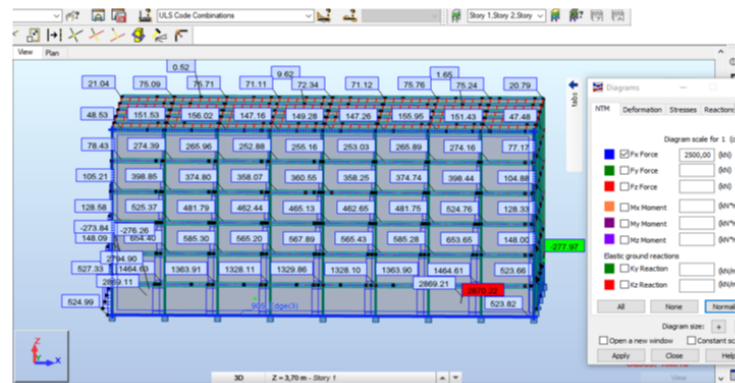 ULS Code Combinations
Story 1.Story 2.Story
View Plan
0.52 9.62 1.65
21.04 75.09 75.71 71.11 72.34 71.12 75.76 75.24 20.79
48.53 151.53 156.02 147.16 149.28 147.26 155.95 151.43 47.48
78.43 274.39 265.96 252.88 255.16 253.03 265.89 274.16 77.17
105.21 398.85 374.80 358.07 360.55 358.25 374.74 398.44 104.88
128.58 525.37 481.79 462.44 465.13 462.65 481.75 524.76 128.33
-273.84 -276.26
148.09 654.40 585.30 565.20 567.89 565.43 585.28 653.65 148.00
-277.97
2794.90
527.33 1464.63 1363.91 1328.11 1329.86 1328.10 1363.90 1464.61 523.66
2869.11 2869.21 2870.22
524.99 523.82
Z
X
3D Z = 3,70 m - Story 1
tabs
Diagrams
NTM Deformation Stresses Reactions
Diagram scale for 1
Fx Force 2500,00 (kN)
Fy Force (kN)
Fz Force (kN)
Mx Moment
My Moment
Mz Moment
Elastic ground reactions
Ky Reaction
Kz Reaction
All None Normal
Diagram size: +
Open a new window Constant sc
Apply Close Help
View